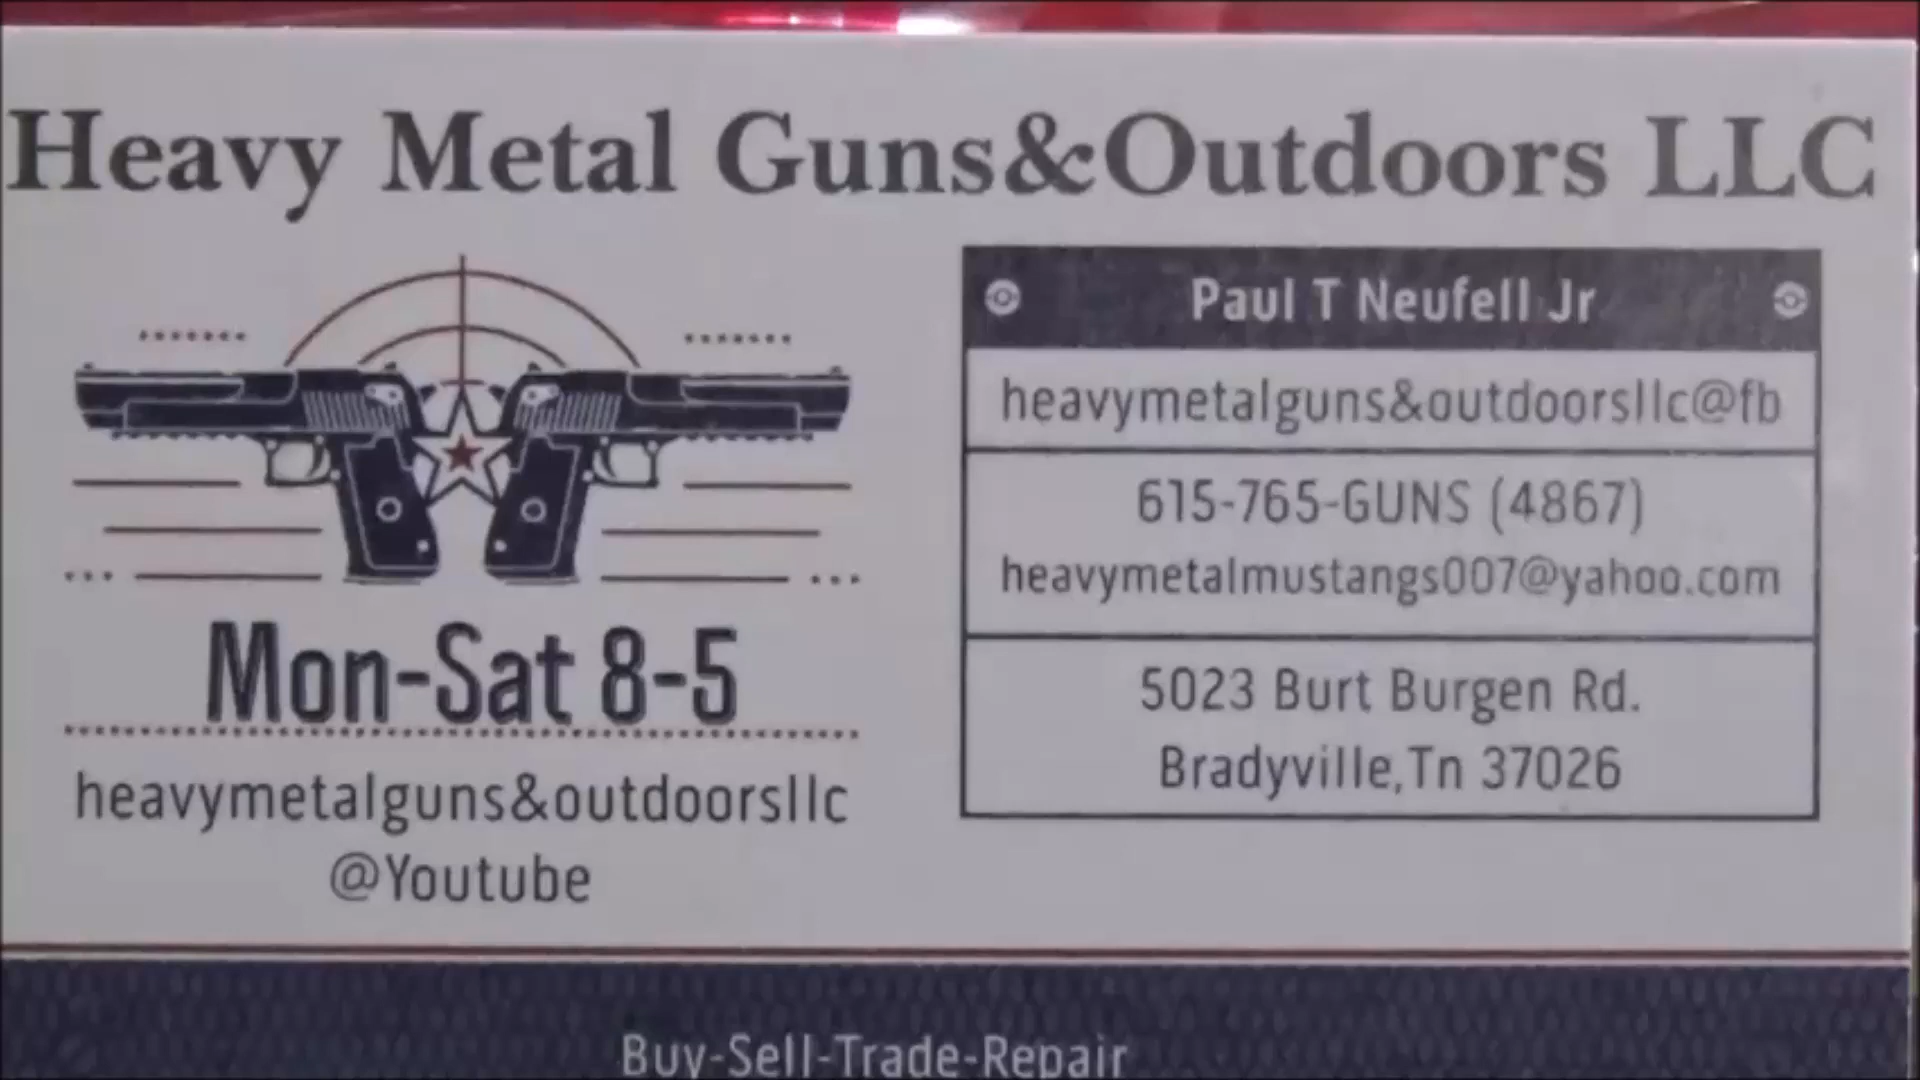 Heavy Metal Guns&Outdoors LLC
Mon-Sat 8-5
heavymetalguns&outdoorsllc
@Youtube
Paul T Neufell Jr
heavymetalguns&outdoorsllc@fb
615-765-GUNS (4867)
heavymetalmustangs007@yahoo.com
5023 Burt Burgen Rd.
Bradyville,Tn 37026
Buy-Sell-Trade-Repair